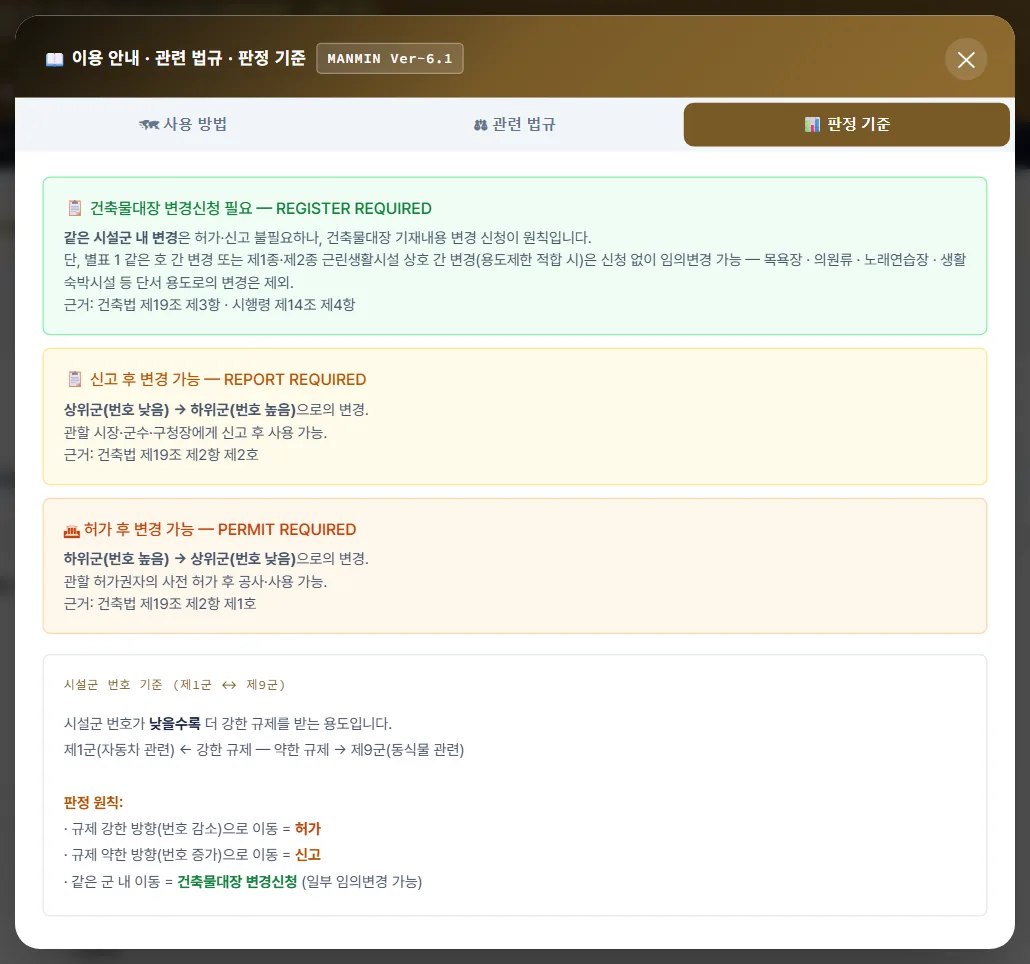 이용 안내 · 관련 법규 · 판정 기준 MANMIN Ver-6.1
사용 방법
관련 법규
판정 기준
건축물대장 변경신청 필요 — REGISTER REQUIRED
같은 시설군 내 변경은 허가·신고 불필요하나, 건축물대장 기재내용 변경 신청이 원칙입니다.
단, 별표 1 같은 호 간 변경 또는 제1종·제2종 근린생활시설 상호 간 변경(용도제한 적합 시)은 신청 없이 임의변경 가능 — 목욕장 · 의원류 · 노래연습장 · 생활
숙박시설 등 단서 용도로의 변경은 제외.
근거: 건축법 제19조 제3항 · 시행령 제14조 제4항
신고 후 변경 가능 — REPORT REQUIRED
상위군(번호 낮음) → 하위군(번호 높음)으로의 변경.
관할 시장·군수·구청장에게 신고 후 사용 가능.
근거: 건축법 제19조 제2항 제2호
허가 후 변경 가능 — PERMIT REQUIRED
하위군(번호 높음) → 상위군(번호 낮음)으로의 변경.
관할 허가권자의 사전 허가 후 공사·사용 가능.
근거: 건축법 제19조 제2항 제1호
시설군 번호 기준 (제1군 ↔ 제9군)
시설군 번호가 낮을수록 더 강한 규제를 받는 용도입니다.
제1군(자동차 관련) ← 강한 규제 — 약한 규제 → 제9군(동식물 관련)
판정 원칙:
· 규제 강한 방향(번호 감소)으로 이동 = 허가
· 규제 약한 방향(번호 증가)으로 이동 = 신고
· 같은 군 내 이동 = 건축물대장 변경신청 (일부 임의변경 가능)